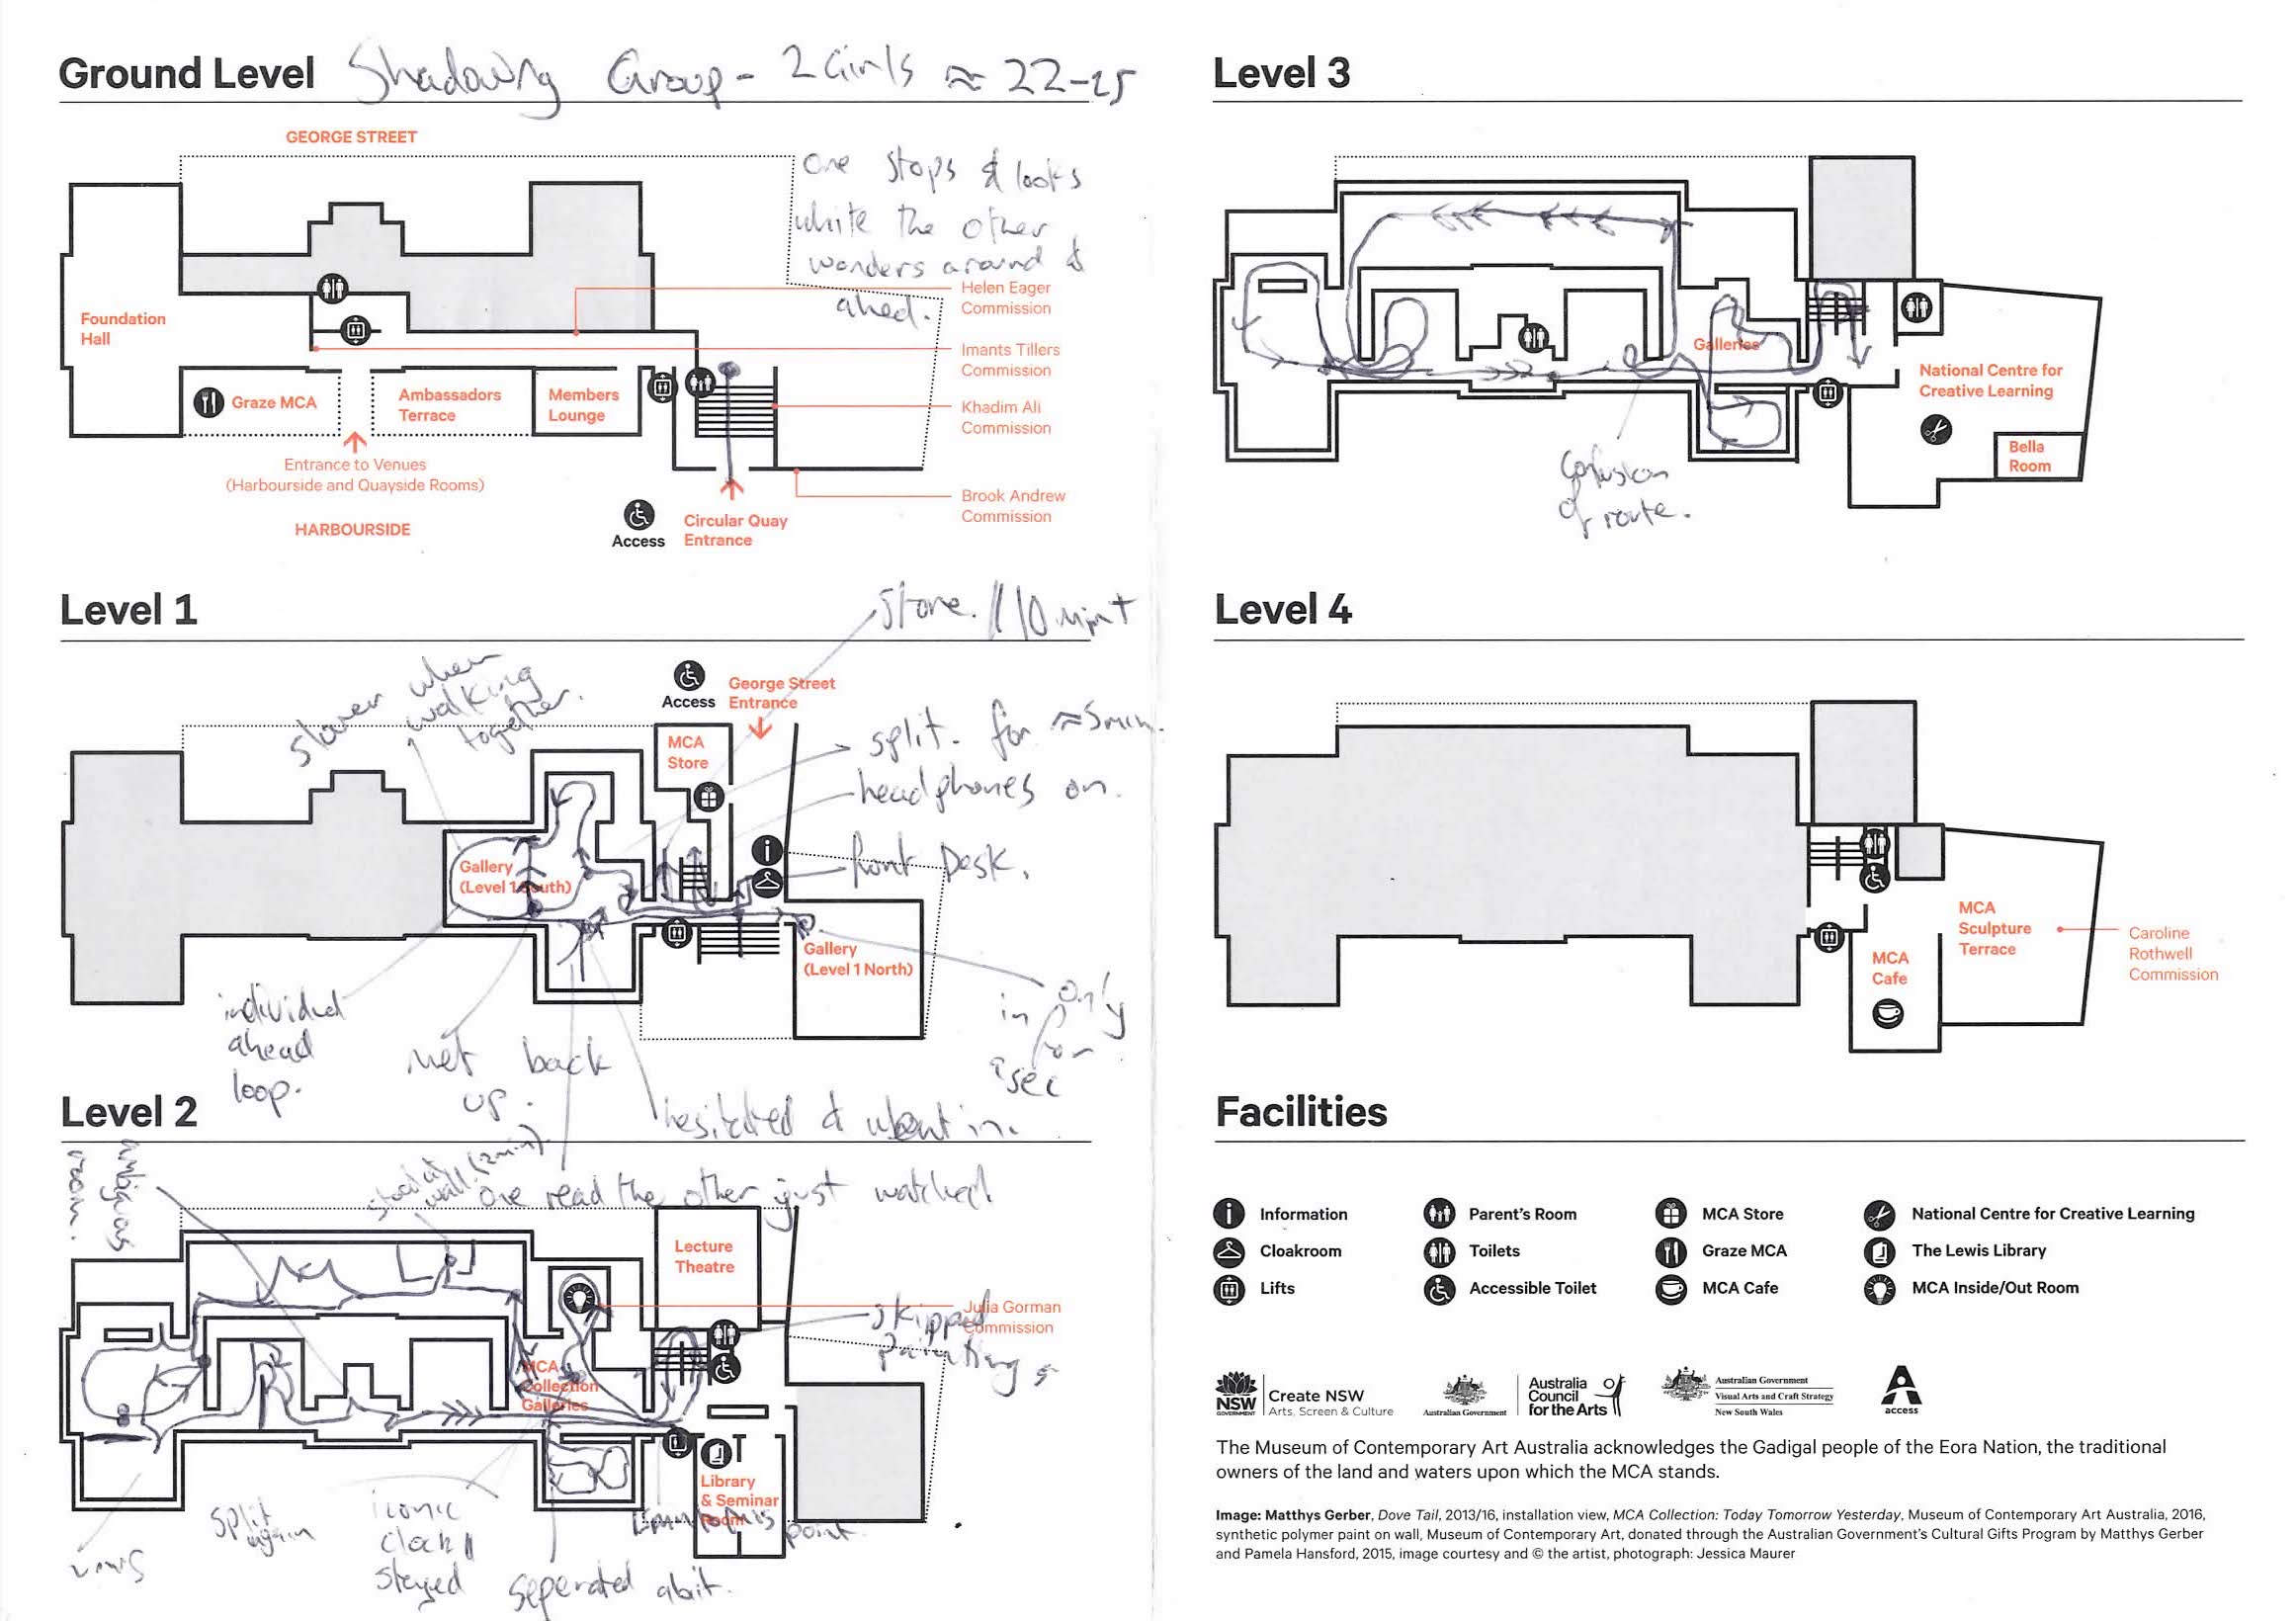 Ground Level
Shadowing Group - 2 Girls ≈ 22-25
GEORGE STREET
one stops & looks
while the other
wonders around &
ahed.
Foundation
Hall
Helen Eager
Commission
Imants Tillers
Commission
Khadim Ali
Commission
Brook Andrew
Commission
Graze MCA
Ambassadors
Terrace
Members
Lounge
Entrance to Venues
(Harbourside and Quayside Rooms)
HARBOURSIDE
Access
Circular Quay
Entrance
Level 1
Store. || 10 mint
slower when
walking
together.
Access
George Street
Entrance
MCA
Store
split. for ≈5min.
headphones on.
front Desk.
Gallery
(Level 1 South)
Gallery
(Level 1 North)
individual
ahead
loop.
met back
up.
hesitated & went in.
in only
for
sec
Level 2
ambiguous
room.
stood at
wall (2min).
one read the other just watched
Lecture
Theatre
Julia Gorman
Commission
skipped
painting s
MCA
Collection
Galleries
Library
& Seminar
Room
views
split
again
iconic
clock ||
stayed
seperated abit.
point.
Level 3
Galleries
National Centre for
Creative Learning
Bella
Room
Confusion
of route.
Level 4
MCA
Sculpture
Terrace
MCA
Cafe
Caroline
Rothwell
Commission
Facilities
Information
Parent's Room
MCA Store
National Centre for Creative Learning
Cloakroom
Toilets
Graze MCA
The Lewis Library
Lifts
Accessible Toilet
MCA Cafe
MCA Inside/Out Room
NSW
GOVERNMENT
Create NSW
Arts, Screen & Culture
Australian Government
Australia
Council
for the Arts
Australian Government
Visual Arts and Craft Strategy
New South Wales
access
The Museum of Contemporary Art Australia acknowledges the Gadigal people of the Eora Nation, the traditional
owners of the land and waters upon which the MCA stands.
Image: Matthys Gerber, Dove Tail, 2013/16, installation view, MCA Collection: Today Tomorrow Yesterday, Museum of Contemporary Art Australia, 2016,
synthetic polymer paint on wall, Museum of Contemporary Art, donated through the Australian Government's Cultural Gifts Program by Matthys Gerber
and Pamela Hansford, 2015, image courtesy and © the artist, photograph: Jessica Maurer